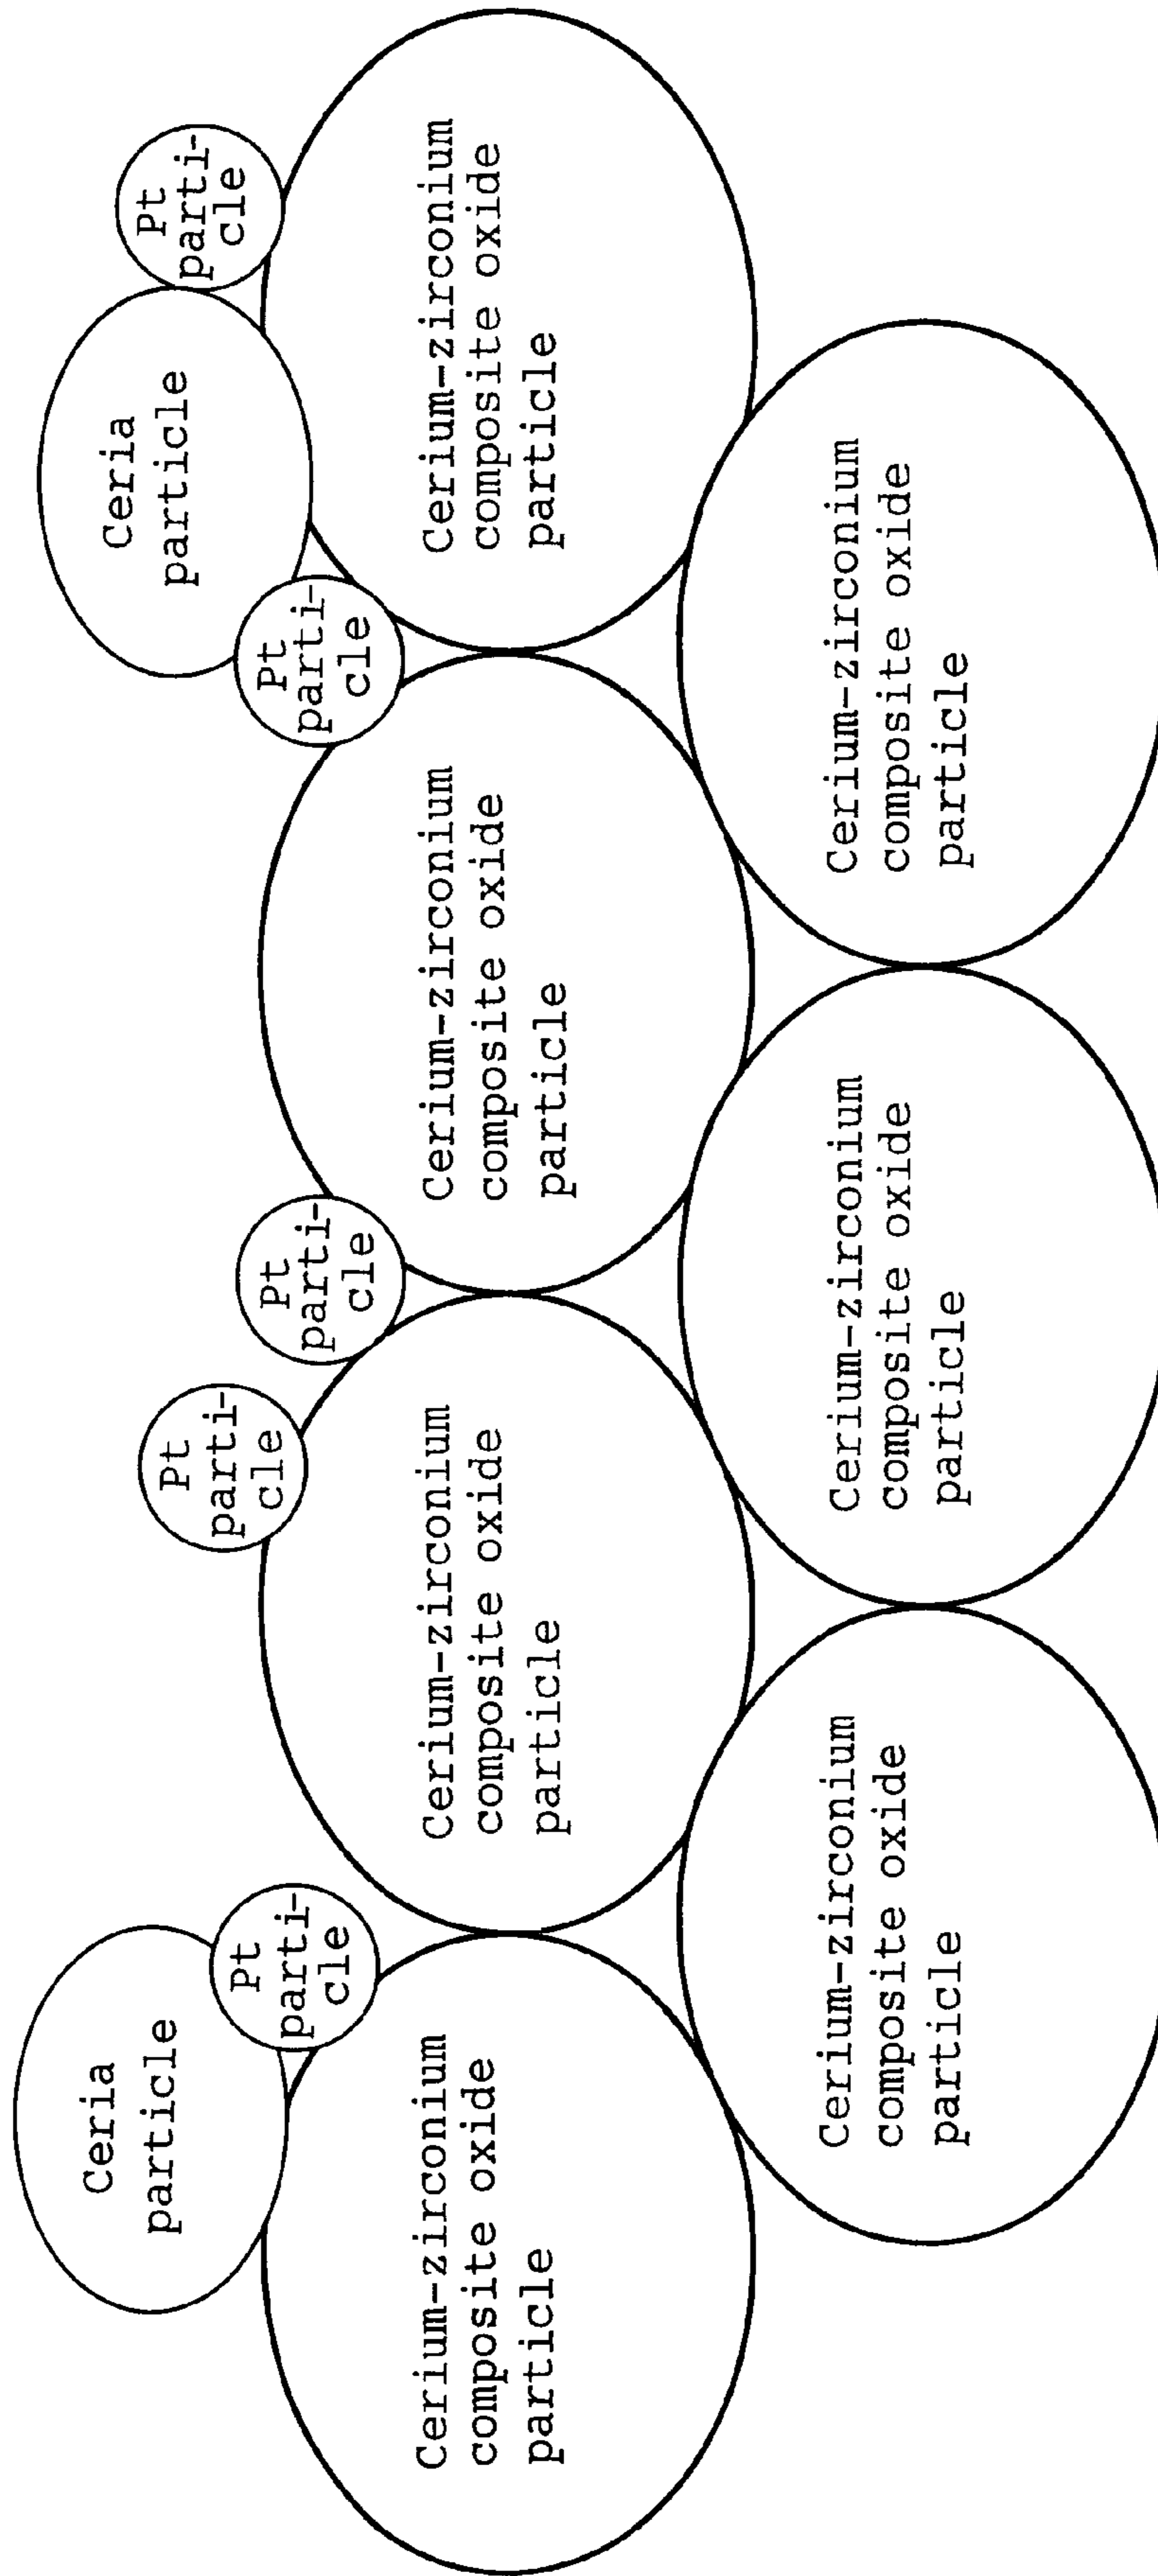 Ceria
particle
Pt
parti-
cle
Pt
parti-
cle
Pt
parti-
cle
Pt
parti-
cle
Ceria
particle
Pt
parti-
cle
Cerium-zirconium
composite oxide
particle
Cerium-zirconium
composite oxide
particle
Cerium-zirconium
composite oxide
particle
Cerium-zirconium
composite oxide
particle
Cerium-zirconium
composite oxide
particle
Cerium-zirconium
composite oxide
particle
Cerium-zirconium
composite oxide
particle